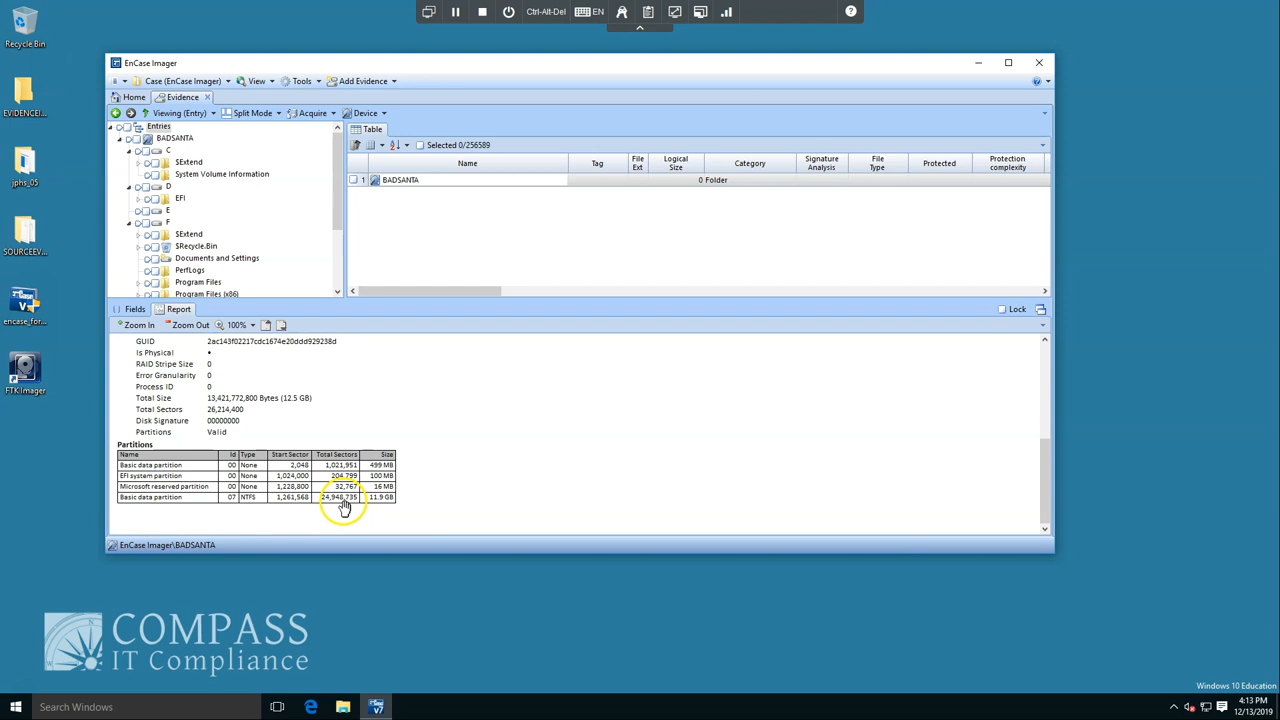 Ctrl-Alt-Del
EN
?
Recycle Bin
EVIDENCEI...
jphs_05
SOURCEEV...
encase_for...
FTK Imager
EnCase Imager
Case (EnCase Imager)
View
Tools
Add Evidence
Home
Evidence
Viewing (Entry)
Split Mode
Acquire
Device
Entries
BADSANTA
C
$Extend
System Volume Information
D
EFI
E
F
$Extend
$Recycle.Bin
Documents and Settings
PerfLogs
Program Files
Program Files (x86)
Table
Selected 0/256589
Name
Tag
File Ext
Logical Size
Category
Signature Analysis
File Type
Protected
Protection complexity
1 BADSANTA 0 Folder
Fields
Report
Lock
Zoom In
Zoom Out
100%
GUID 2ac143f02217cdc1674e20ddd929238d
Is Physical •
RAID Stripe Size 0
Error Granularity 0
Process ID 0
Total Size 13,421,772,800 Bytes (12.5 GB)
Total Sectors 26,214,400
Disk Signature 00000000
Partitions Valid
Partitions
Name Id Type Start Sector Total Sectors Size
Basic data partition 00 None 2,048 1,021,951 499 MB
EFI system partition 00 None 1,024,000 204,799 100 MB
Microsoft reserved partition 00 None 1,228,800 32,767 16 MB
Basic data partition 07 NTFS 1,261,568 24,948,735 11.9 GB
EnCase Imager\BADSANTA
COMPASS
IT Compliance
Windows 10 Education
Search Windows
4:13 PM
12/13/2019